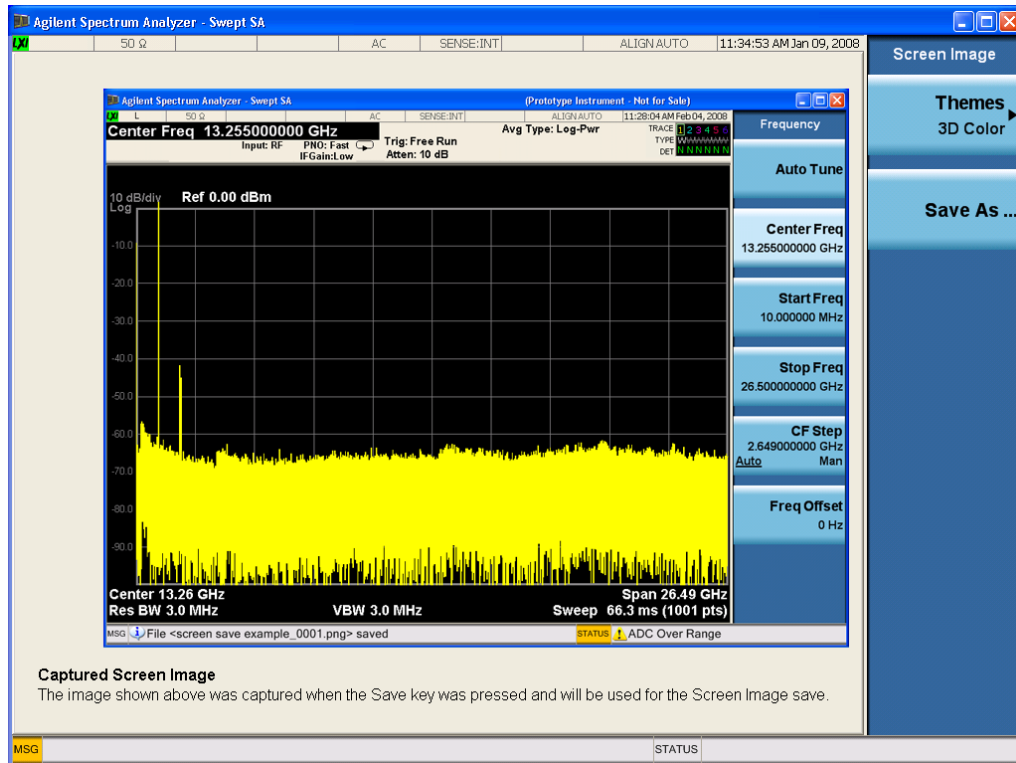 Agilent Spectrum Analyzer - Swept SA
LXI 50 Ω AC SENSE:INT ALIGNAUTO 11:34:53 AM Jan 09, 2008
Screen Image
Themes
3D Color
Save As ...
Agilent Spectrum Analyzer - Swept SA (Prototype Instrument - Not for Sale)
LXI L 50 Ω AC SENSE:INT ALIGNAUTO 11:28:04 AM Feb 04, 2008
Center Freq 13.255000000 GHz
Input: RF PNO: Fast
IFGain:Low
Trig: Free Run
Atten: 10 dB
Avg Type: Log-Pwr
TRACE 1 2 3 4 5 6
TYPE WWWWWW
DET N N N N N N
Frequency
Auto Tune
Center Freq
13.255000000 GHz
Start Freq
10.000000 MHz
Stop Freq
26.500000000 GHz
CF Step
2.649000000 GHz
Auto Man
Freq Offset
0 Hz
10 dB/div Ref 0.00 dBm
Log
-10.0
-20.0
-30.0
-40.0
-50.0
-60.0
-70.0
-80.0
-90.0
Center 13.26 GHz Span 26.49 GHz
Res BW 3.0 MHz VBW 3.0 MHz Sweep 66.3 ms (1001 pts)
MSG File <screen save example_0001.png> saved STATUS ADC Over Range
Captured Screen Image
The image shown above was captured when the Save key was pressed and will be used for the Screen Image save.
MSG STATUS